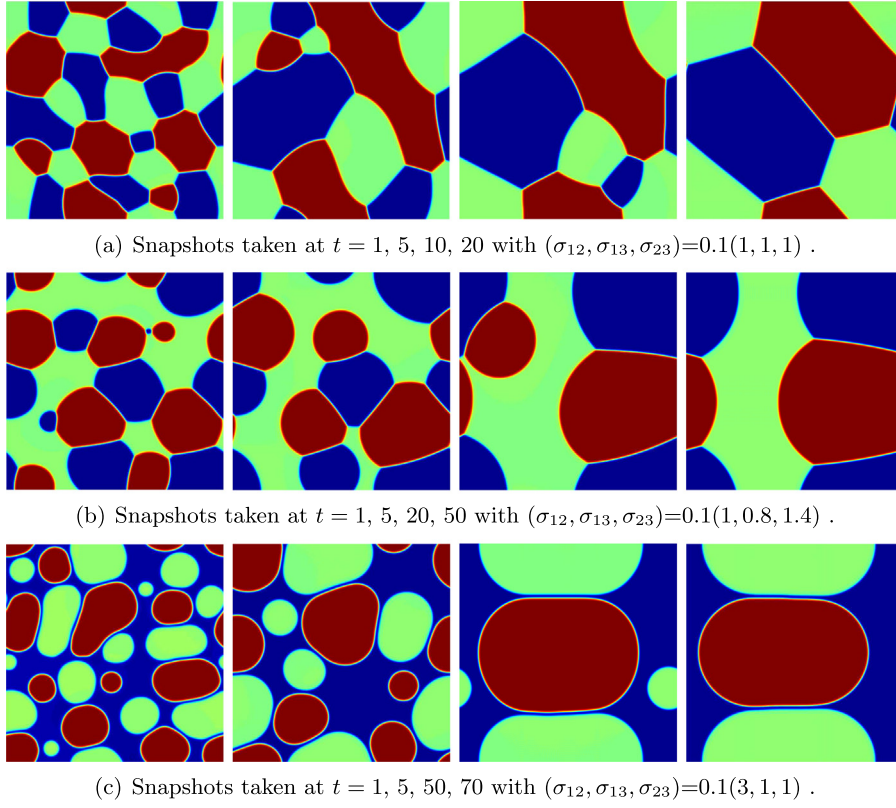 (a) Snapshots taken at t = 1, 5, 10, 20 with (σ₁₂, σ₁₃, σ₂₃)=0.1(1, 1, 1) .
(b) Snapshots taken at t = 1, 5, 20, 50 with (σ₁₂, σ₁₃, σ₂₃)=0.1(1, 0.8, 1.4) .
(c) Snapshots taken at t = 1, 5, 50, 70 with (σ₁₂, σ₁₃, σ₂₃)=0.1(3, 1, 1) .